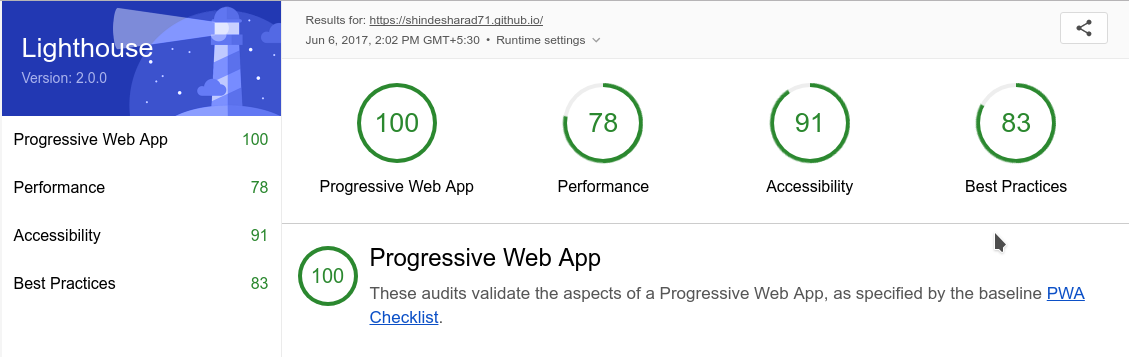 Lighthouse
Version: 2.0.0
Progressive Web App 100
Performance 78
Accessibility 91
Best Practices 83
Results for: https://shindesharad71.github.io/
Jun 6, 2017, 2:02 PM GMT+5:30 • Runtime settings
100 78 91 83
Progressive Web App Performance Accessibility Best Practices
100
Progressive Web App
These audits validate the aspects of a Progressive Web App, as specified by the baseline PWA
Checklist.